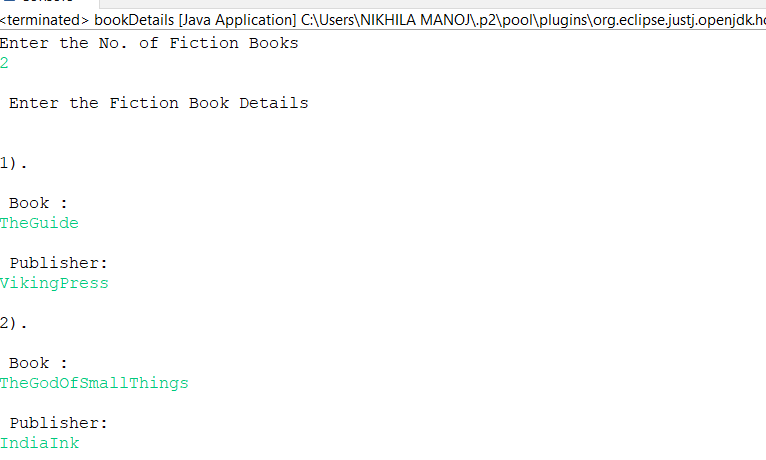 <terminated> bookDetails [Java Application] C:\Users\NIKHILA MANOJ\.p2\pool\plugins\org.eclipse.justj.openjdk.ho
Enter the No. of Fiction Books
2
Enter the Fiction Book Details
1).
Book :
TheGuide
Publisher:
VikingPress
2).
Book :
TheGodOfSmallThings
Publisher:
IndiaInk